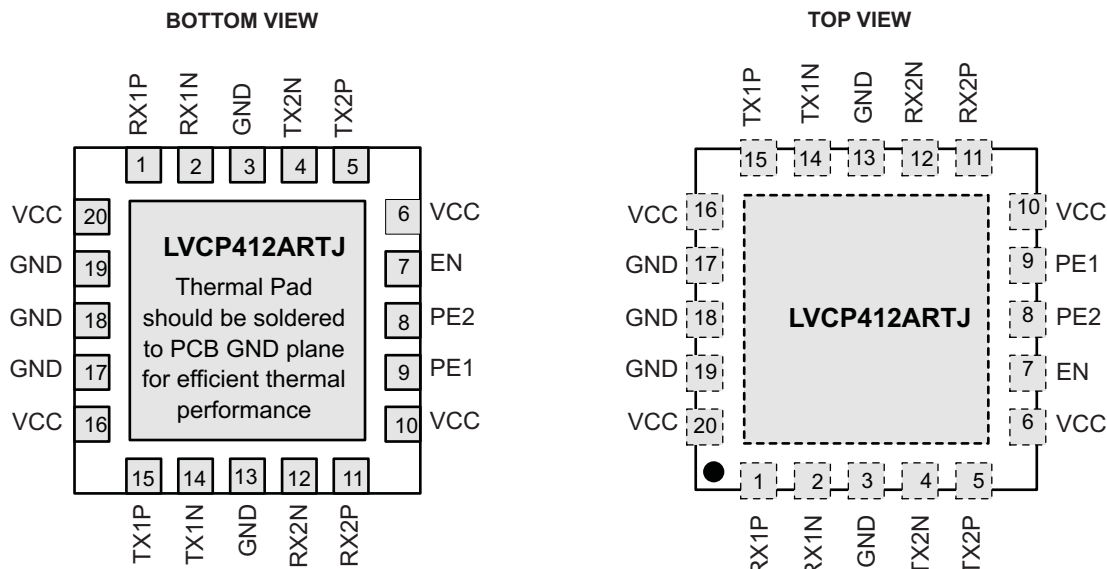 BOTTOM VIEW
RX1P
RX1N
GND
TX2N
TX2P
1
2
3
4
5
VCC
20
GND
19
GND
18
GND
17
VCC
16
LVCP412ARTJ
Thermal Pad
should be soldered
to PCB GND plane
for efficient thermal
performance
6
VCC
7
EN
8
PE2
9
PE1
10
VCC
15
14
13
12
11
TX1P
TX1N
GND
RX2N
RX2P
TOP VIEW
TX1P
TX1N
GND
RX2N
RX2P
15
14
13
12
11
VCC
16
GND
17
GND
18
GND
19
VCC
20
LVCP412ARTJ
10
VCC
9
PE1
8
PE2
7
EN
6
VCC
1
2
3
4
5
RX1P
RX1N
GND
TX2N
TX2P